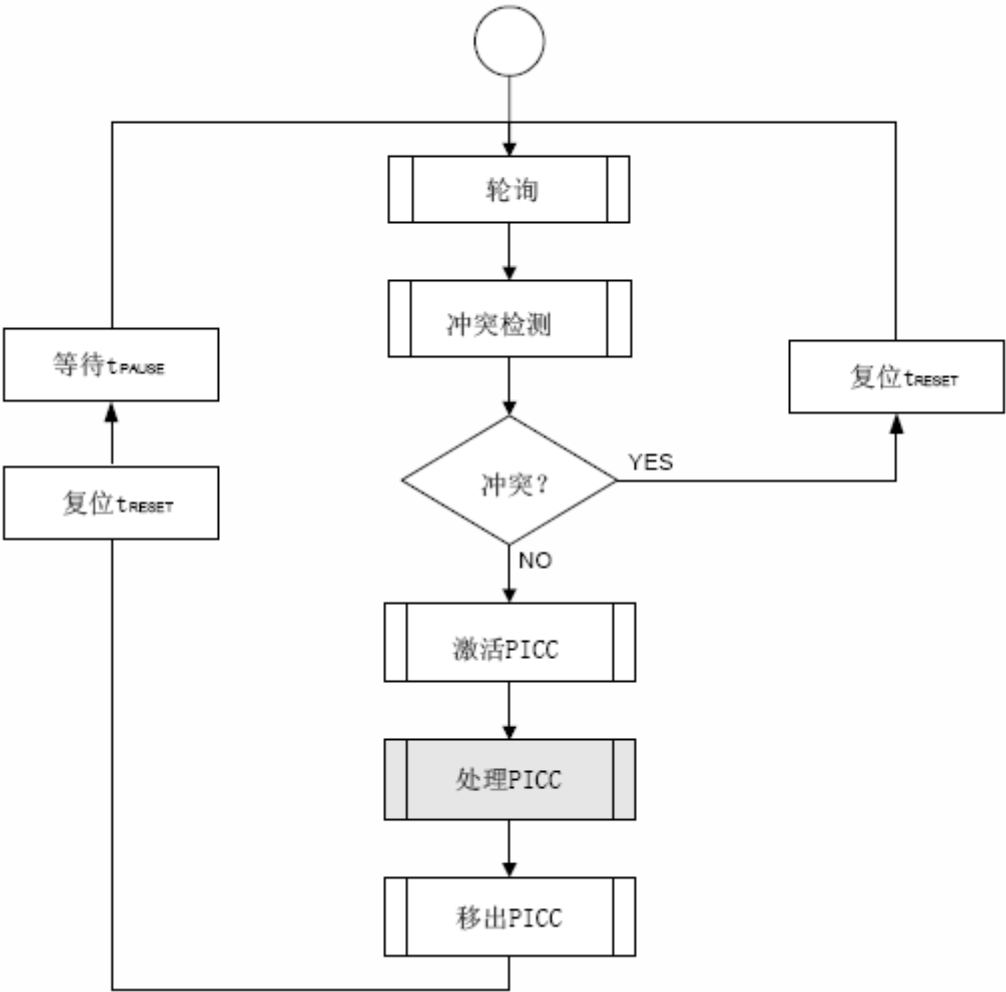 轮询
冲突检测
等待tPAUSE
复位tRESET
冲突?
YES
复位tRESET
NO
激活PICC
处理PICC
移出PICC